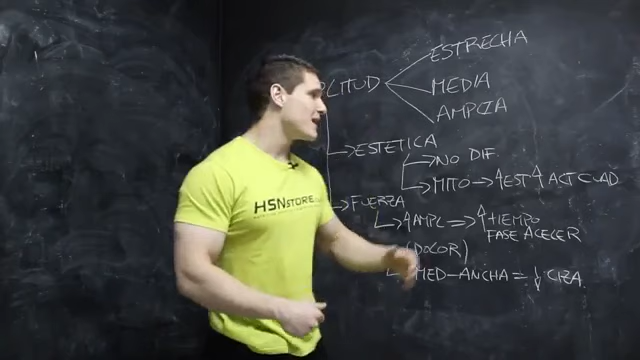 ESTRECHA
PLITUD
MEDIA
AMPLIA
ESTETICA
NO DIF.
MITO → ↑EST ↑ ACT CUAD
FUERZA
↑AMPL ⇒ ↑ TIEMPO
FASE ACELER
(DOLOR)
MED-ANCHA = ↓ CIZA.
HSNSTORE